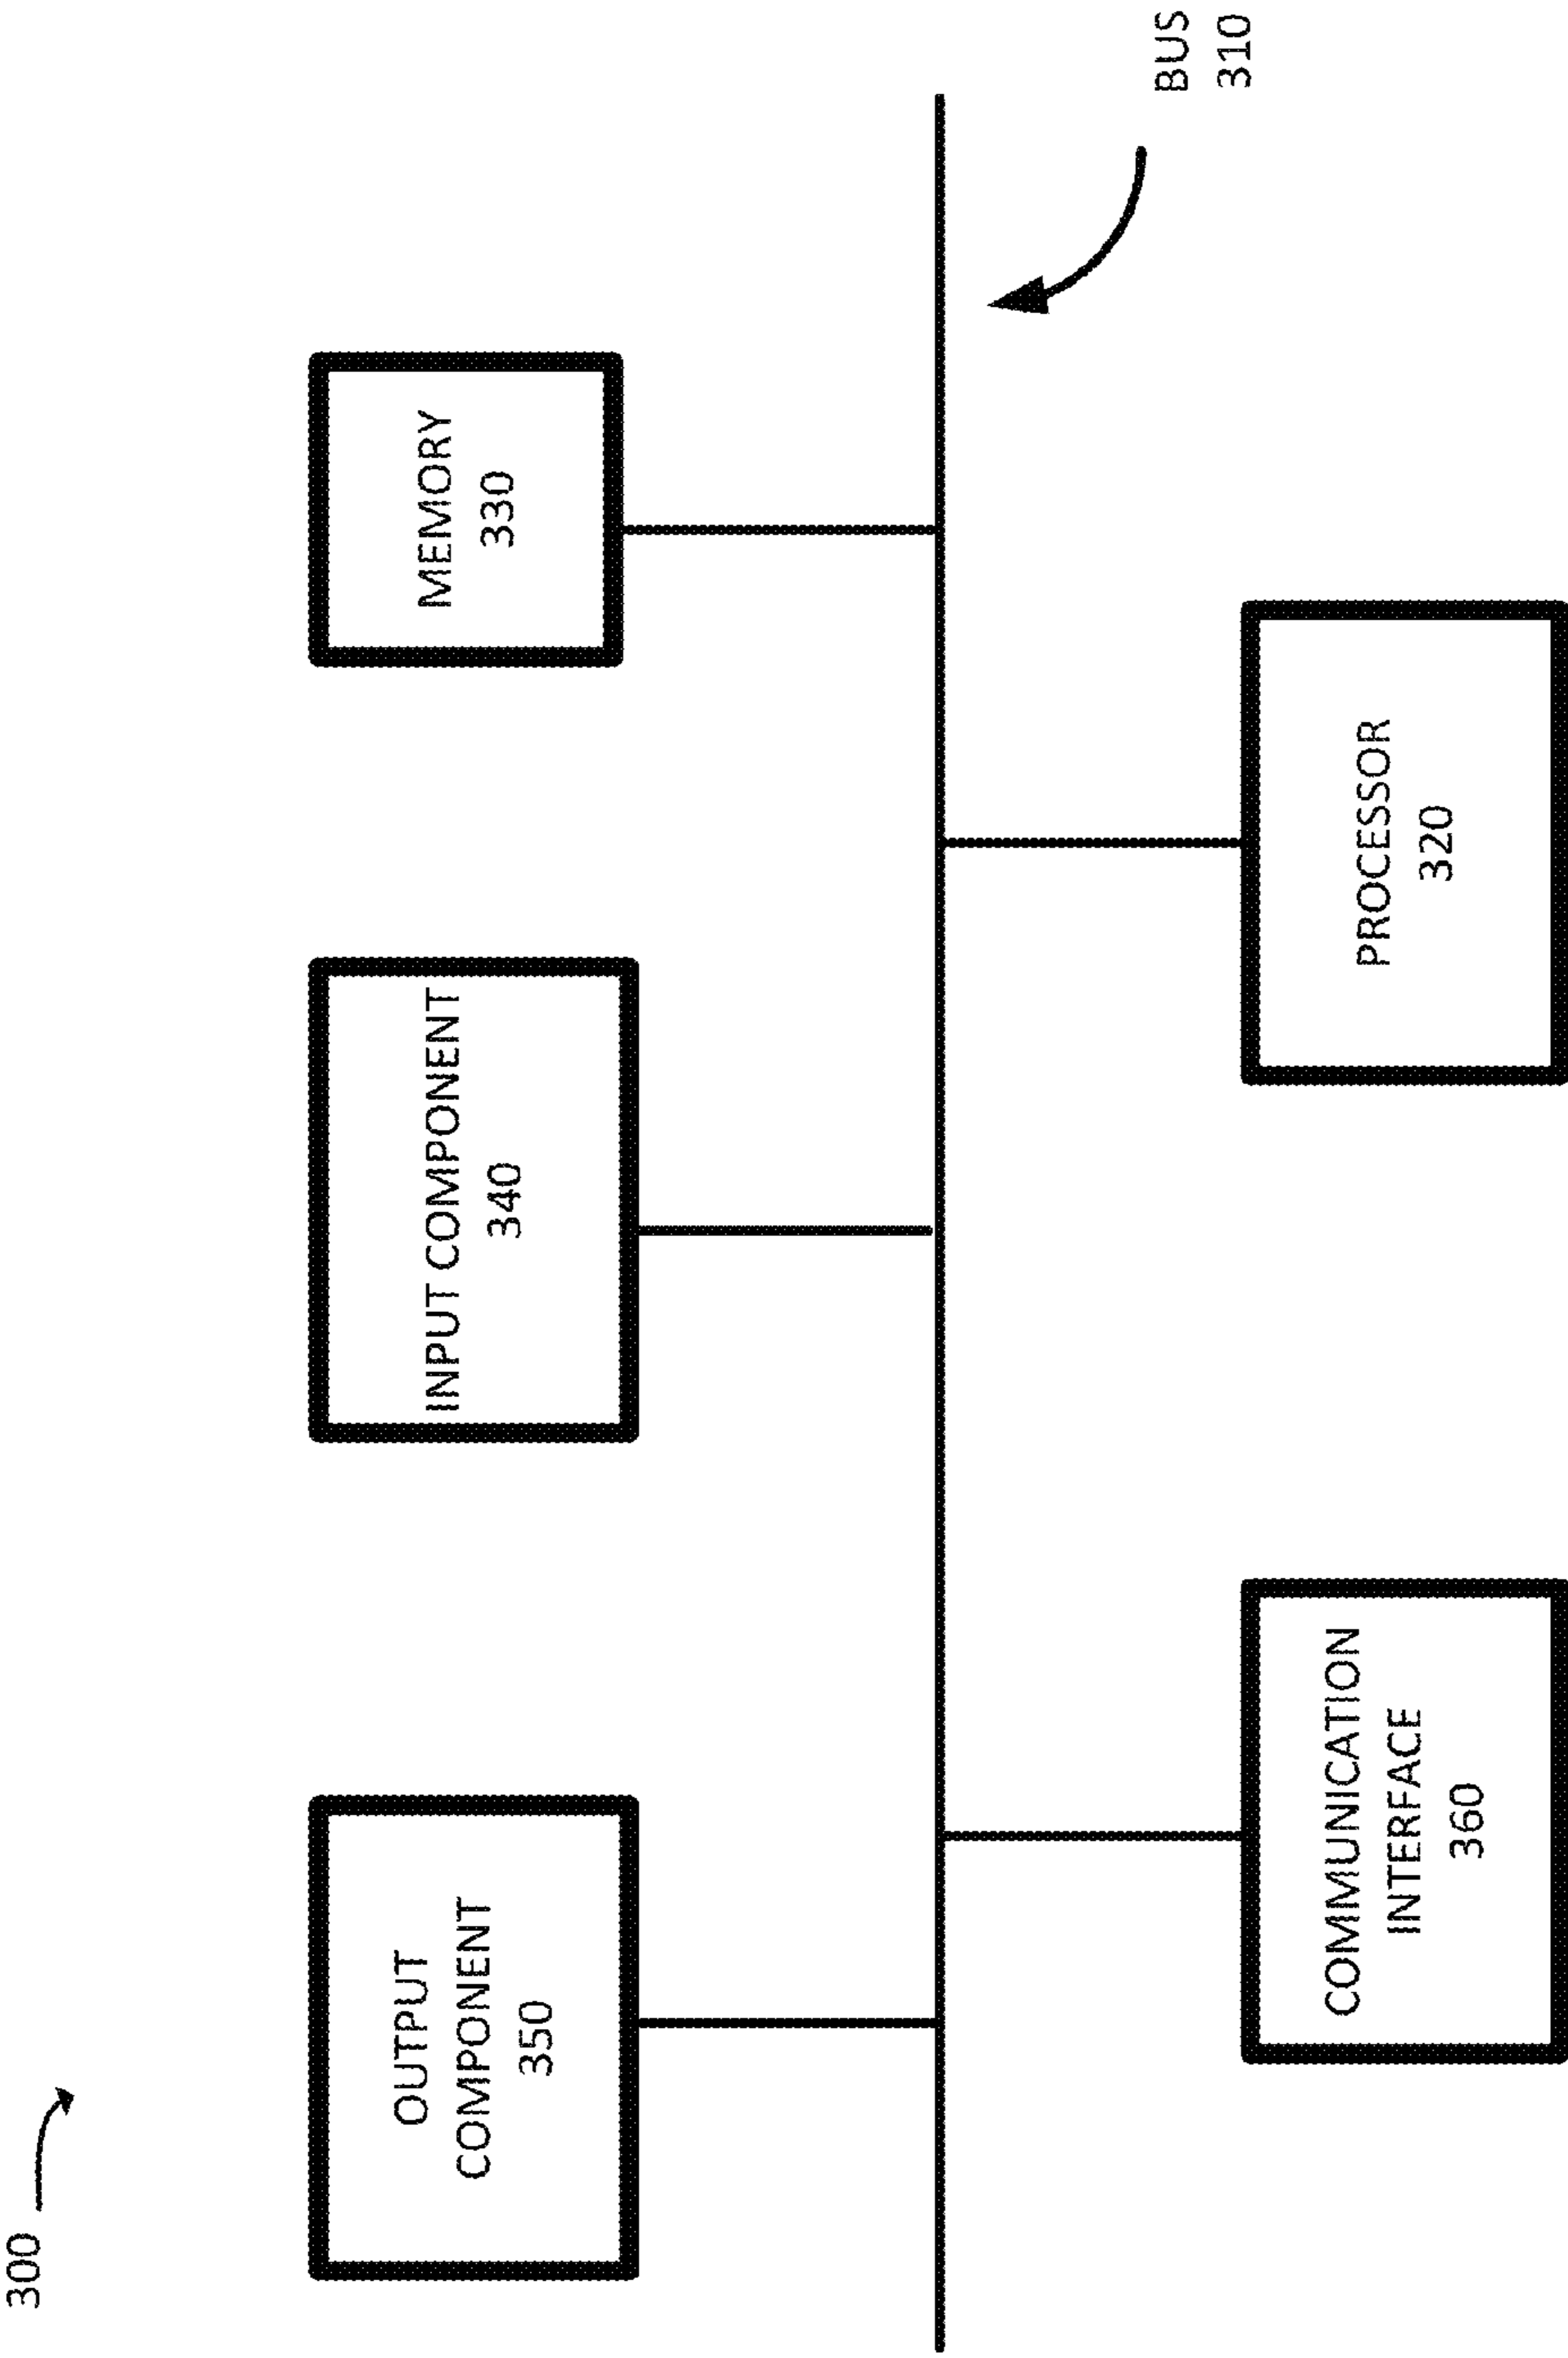 300
OUTPUT
COMPONENT
350
INPUT COMPONENT
340
MEMORY
330
COMMUNICATION
INTERFACE
360
PROCESSOR
320
BUS
310